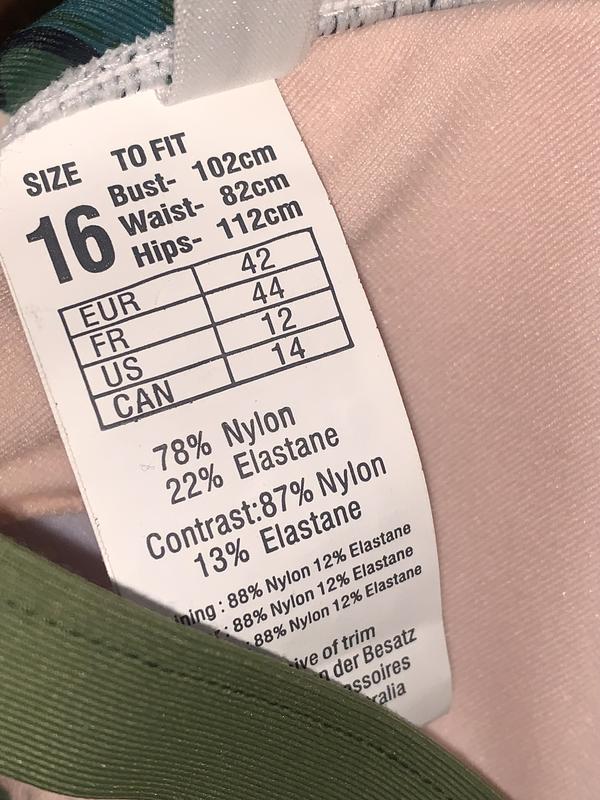 SIZE TO FIT
16 Bust- 102cm
Waist- 82cm
Hips- 112cm
EUR 42
FR 44
US 12
CAN 14
78% Nylon
22% Elastane
Contrast:87% Nylon
13% Elastane
: 88% Nylon 12% Elastane
: 88% Nylon 12% Elastane
: 88% Nylon 12% Elastane
of trim
der Besatz